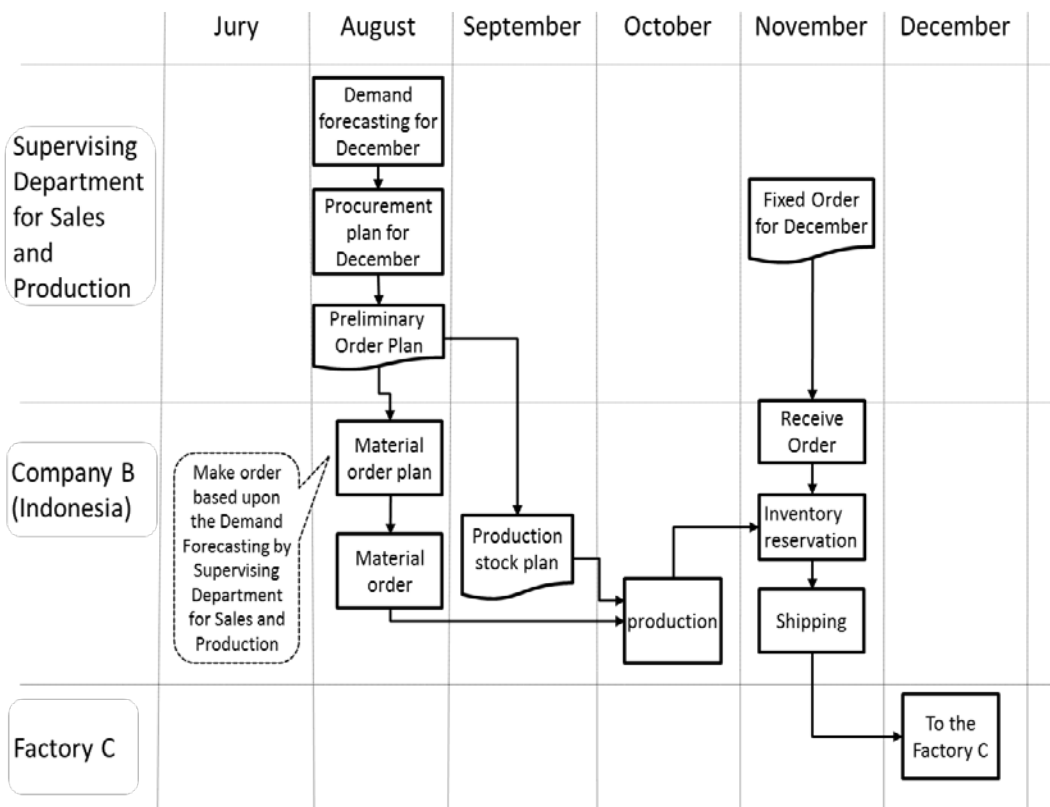 Jury
August
September
October
November
December
Supervising
Department
for Sales
and
Production
Demand
forecasting for
December
Procurement
plan for
December
Preliminary
Order Plan
Fixed Order
for December
Company B
(Indonesia)
Make order
based upon
the Demand
Forecasting by
Supervising
Department
for Sales and
Production
Material
order plan
Material
order
Production
stock plan
production
Receive
Order
Inventory
reservation
Shipping
Factory C
To the
Factory C